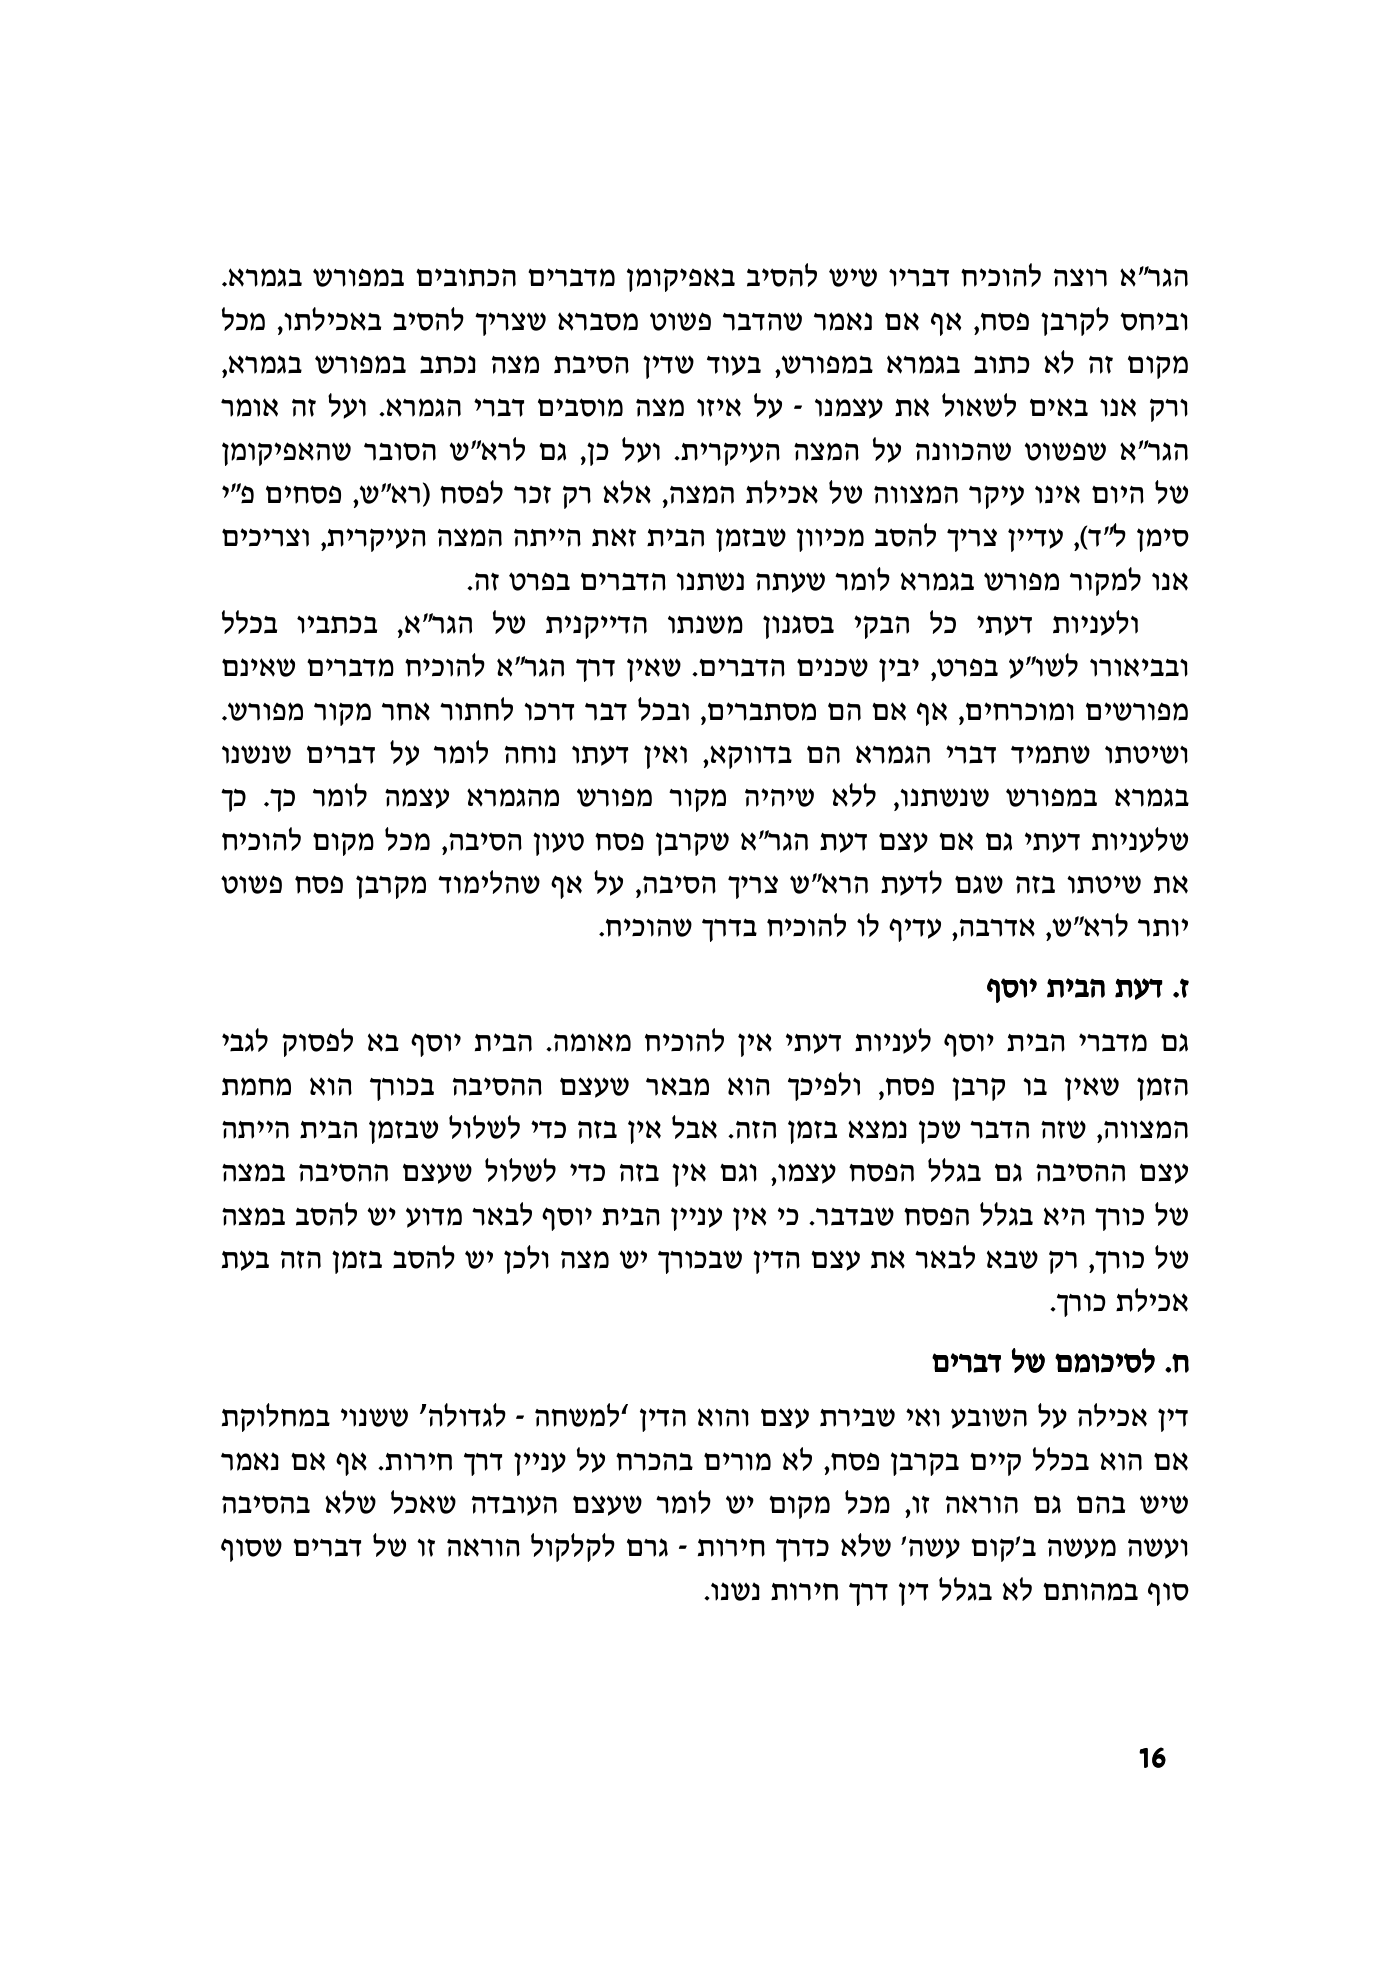 הגר"א רוצה להוכיח דבריו שיש להסיב באפיקומן מדברים הכתובים במפורש בגמרא.
וביחס לקרבן פסח, אף אם נאמר שהדבר פשוט מסברא שצריך להסיב באכילתו, מכל
מקום זה לא כתוב בגמרא במפורש, בעוד שדין הסיבת מצה נכתב במפורש בגמרא,
ורק אנו באים לשאול את עצמנו - על איזו מצה מוסבים דברי הגמרא. ועל זה אומר
הגר"א שפשוט שהכוונה על המצה העיקרית. ועל כן, גם לרא"ש הסובר שהאפיקומן
של היום אינו עיקר המצווה של אכילת המצה, אלא רק זכר לפסח (רא"ש, פסחים פ"י
סימן ל"ד), עדיין צריך להסב מכיוון שבזמן הבית זאת הייתה המצה העיקרית, וצריכים
אנו למקור מפורש בגמרא לומר שעתה נשתנו הדברים בפרט זה.
ולעניות דעתי כל הבקי בסגנון משנתו הדייקנית של הגר"א, בכתביו בכלל
ובביאורו לשו"ע בפרט, יבין שכנים הדברים. שאין דרך הגר"א להוכיח מדברים שאינם
מפורשים ומוכרחים, אף אם הם מסתברים, ובכל דבר דרכו לחתור אחר מקור מפורש.
ושיטתו שתמיד דברי הגמרא הם בדווקא, ואין דעתו נוחה לומר על דברים שנשנו
בגמרא במפורש שנשתנו, ללא שיהיה מקור מפורש מהגמרא עצמה לומר כך. כך
שלעניות דעתי גם אם עצם דעת הגר"א שקרבן פסח טעון הסיבה, מכל מקום להוכיח
את שיטתו בזה שגם לדעת הרא"ש צריך הסיבה, על אף שהלימוד מקרבן פסח פשוט
יותר לרא"ש, אדרבה, עדיף לו להוכיח בדרך שהוכיח.
ז. דעת הבית יוסף
גם מדברי הבית יוסף לעניות דעתי אין להוכיח מאומה. הבית יוסף בא לפסוק לגבי
הזמן שאין בו קרבן פסח, ולפיכך הוא מבאר שעצם ההסיבה בכורך הוא מחמת
המצווה, שזה הדבר שכן נמצא בזמן הזה. אבל אין בזה כדי לשלול שבזמן הבית הייתה
עצם ההסיבה גם בגלל הפסח עצמו, וגם אין בזה כדי לשלול שעצם ההסיבה במצה
של כורך היא בגלל הפסח שבדבר. כי אין עניין הבית יוסף לבאר מדוע יש להסב במצה
של כורך, רק שבא לבאר את עצם הדין שבכורך יש מצה ולכן יש להסב בזמן הזה בעת
אכילת כורך.
ח. לסיכומם של דברים
דין אכילה על השובע ואי שבירת עצם והוא הדין ‘למשחה - לגדולה’ ששנוי במחלוקת
אם הוא בכלל קיים בקרבן פסח, לא מורים בהכרח על עניין דרך חירות. אף אם נאמר
שיש בהם גם הוראה זו, מכל מקום יש לומר שעצם העובדה שאכל שלא בהסיבה
ועשה מעשה ב'קום עשה' שלא כדרך חירות - גרם לקלקול הוראה זו של דברים שסוף
סוף במהותם לא בגלל דין דרך חירות נשנו.
16